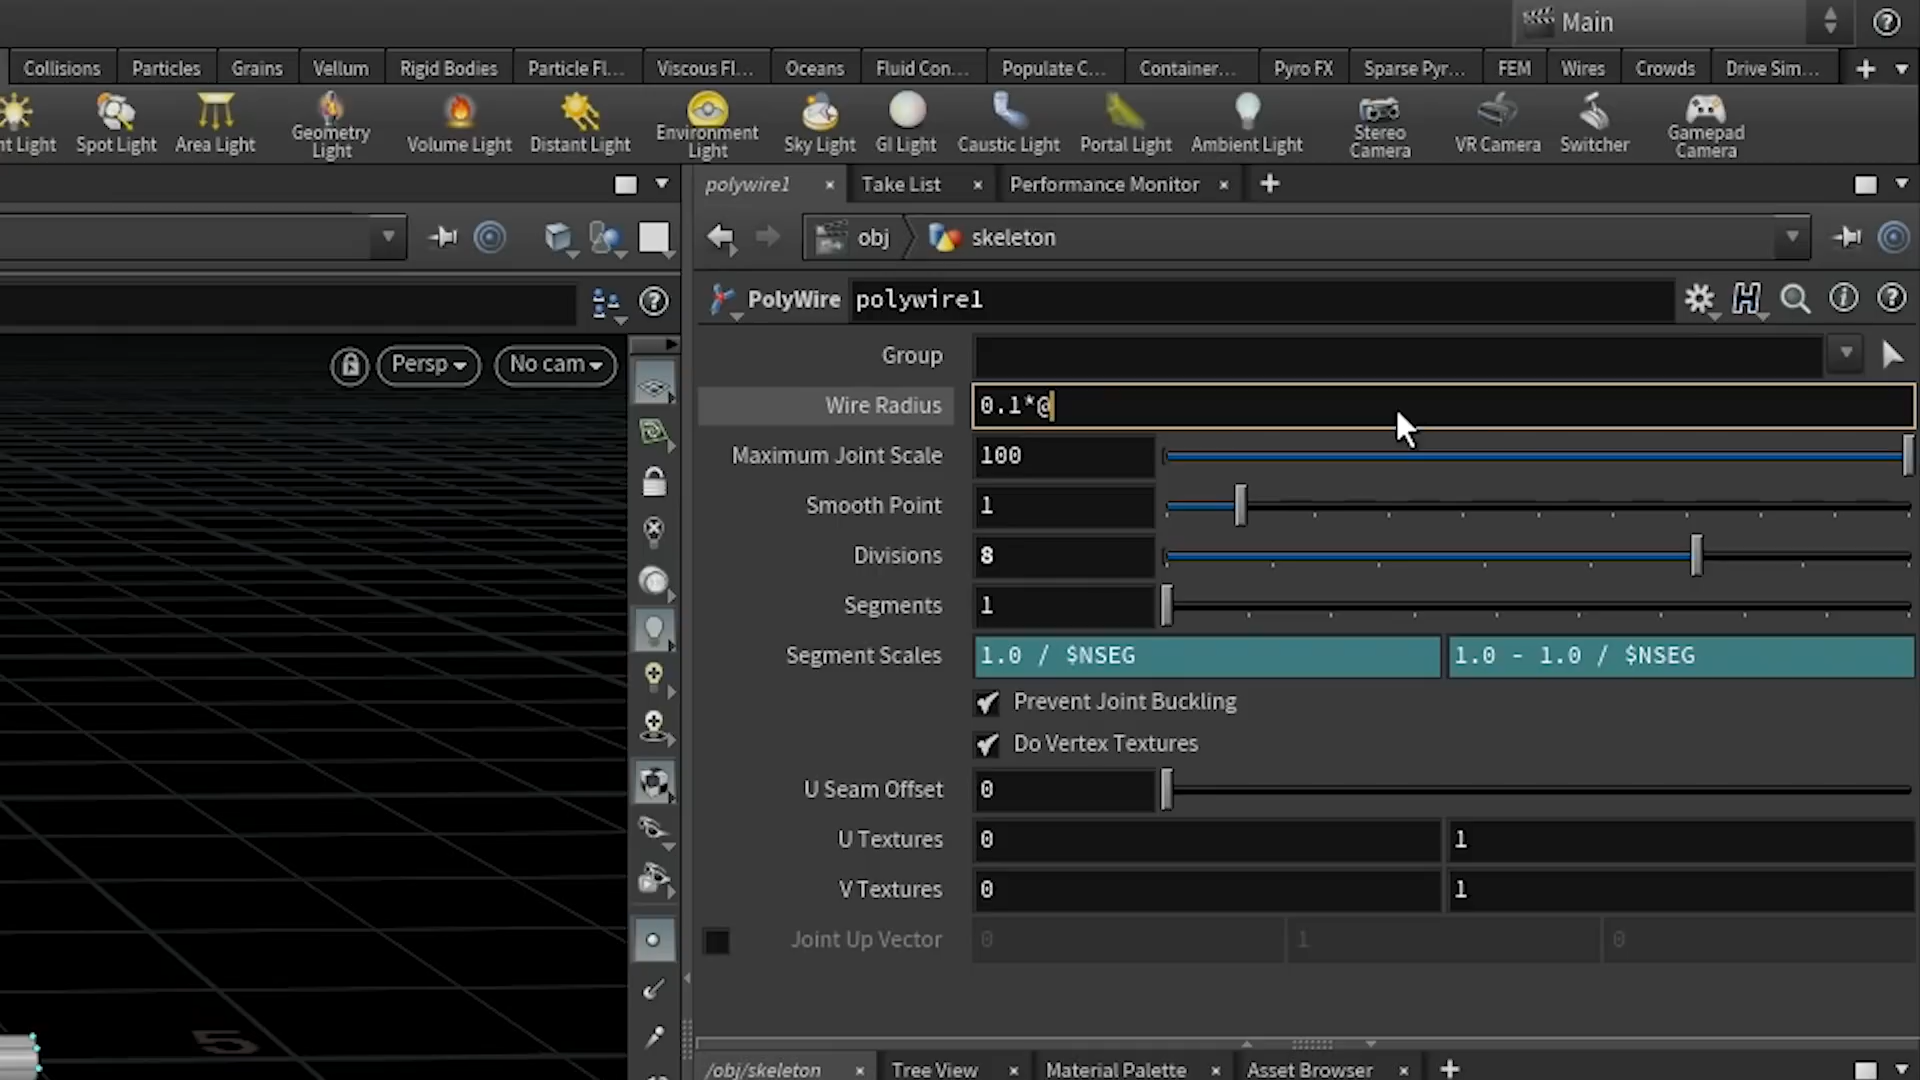 Main
Collisions Particles Grains Vellum Rigid Bodies Particle Fl... Viscous Fl... Oceans Fluid Con... Populate C... Container... Pyro FX Sparse Pyr... FEM Wires Crowds Drive Sim...
nt Light Spot Light Area Light Geometry Light Volume Light Distant Light Environment Light Sky Light GI Light Caustic Light Portal Light Ambient Light Stereo Camera VR Camera Switcher Gamepad Camera
polywire1 Take List Performance Monitor
obj skeleton
PolyWire polywire1
Group
Persp No cam
Wire Radius 0.1*@
Maximum Joint Scale 100
Smooth Point 1
Divisions 8
Segments 1
Segment Scales 1.0 / $NSEG 1.0 - 1.0 / $NSEG
Prevent Joint Buckling
Do Vertex Textures
U Seam Offset 0
U Textures 0 1
V Textures 0 1
Joint Up Vector 0 1 0
5
/obj/skeleton Tree View Material Palette Asset Browser